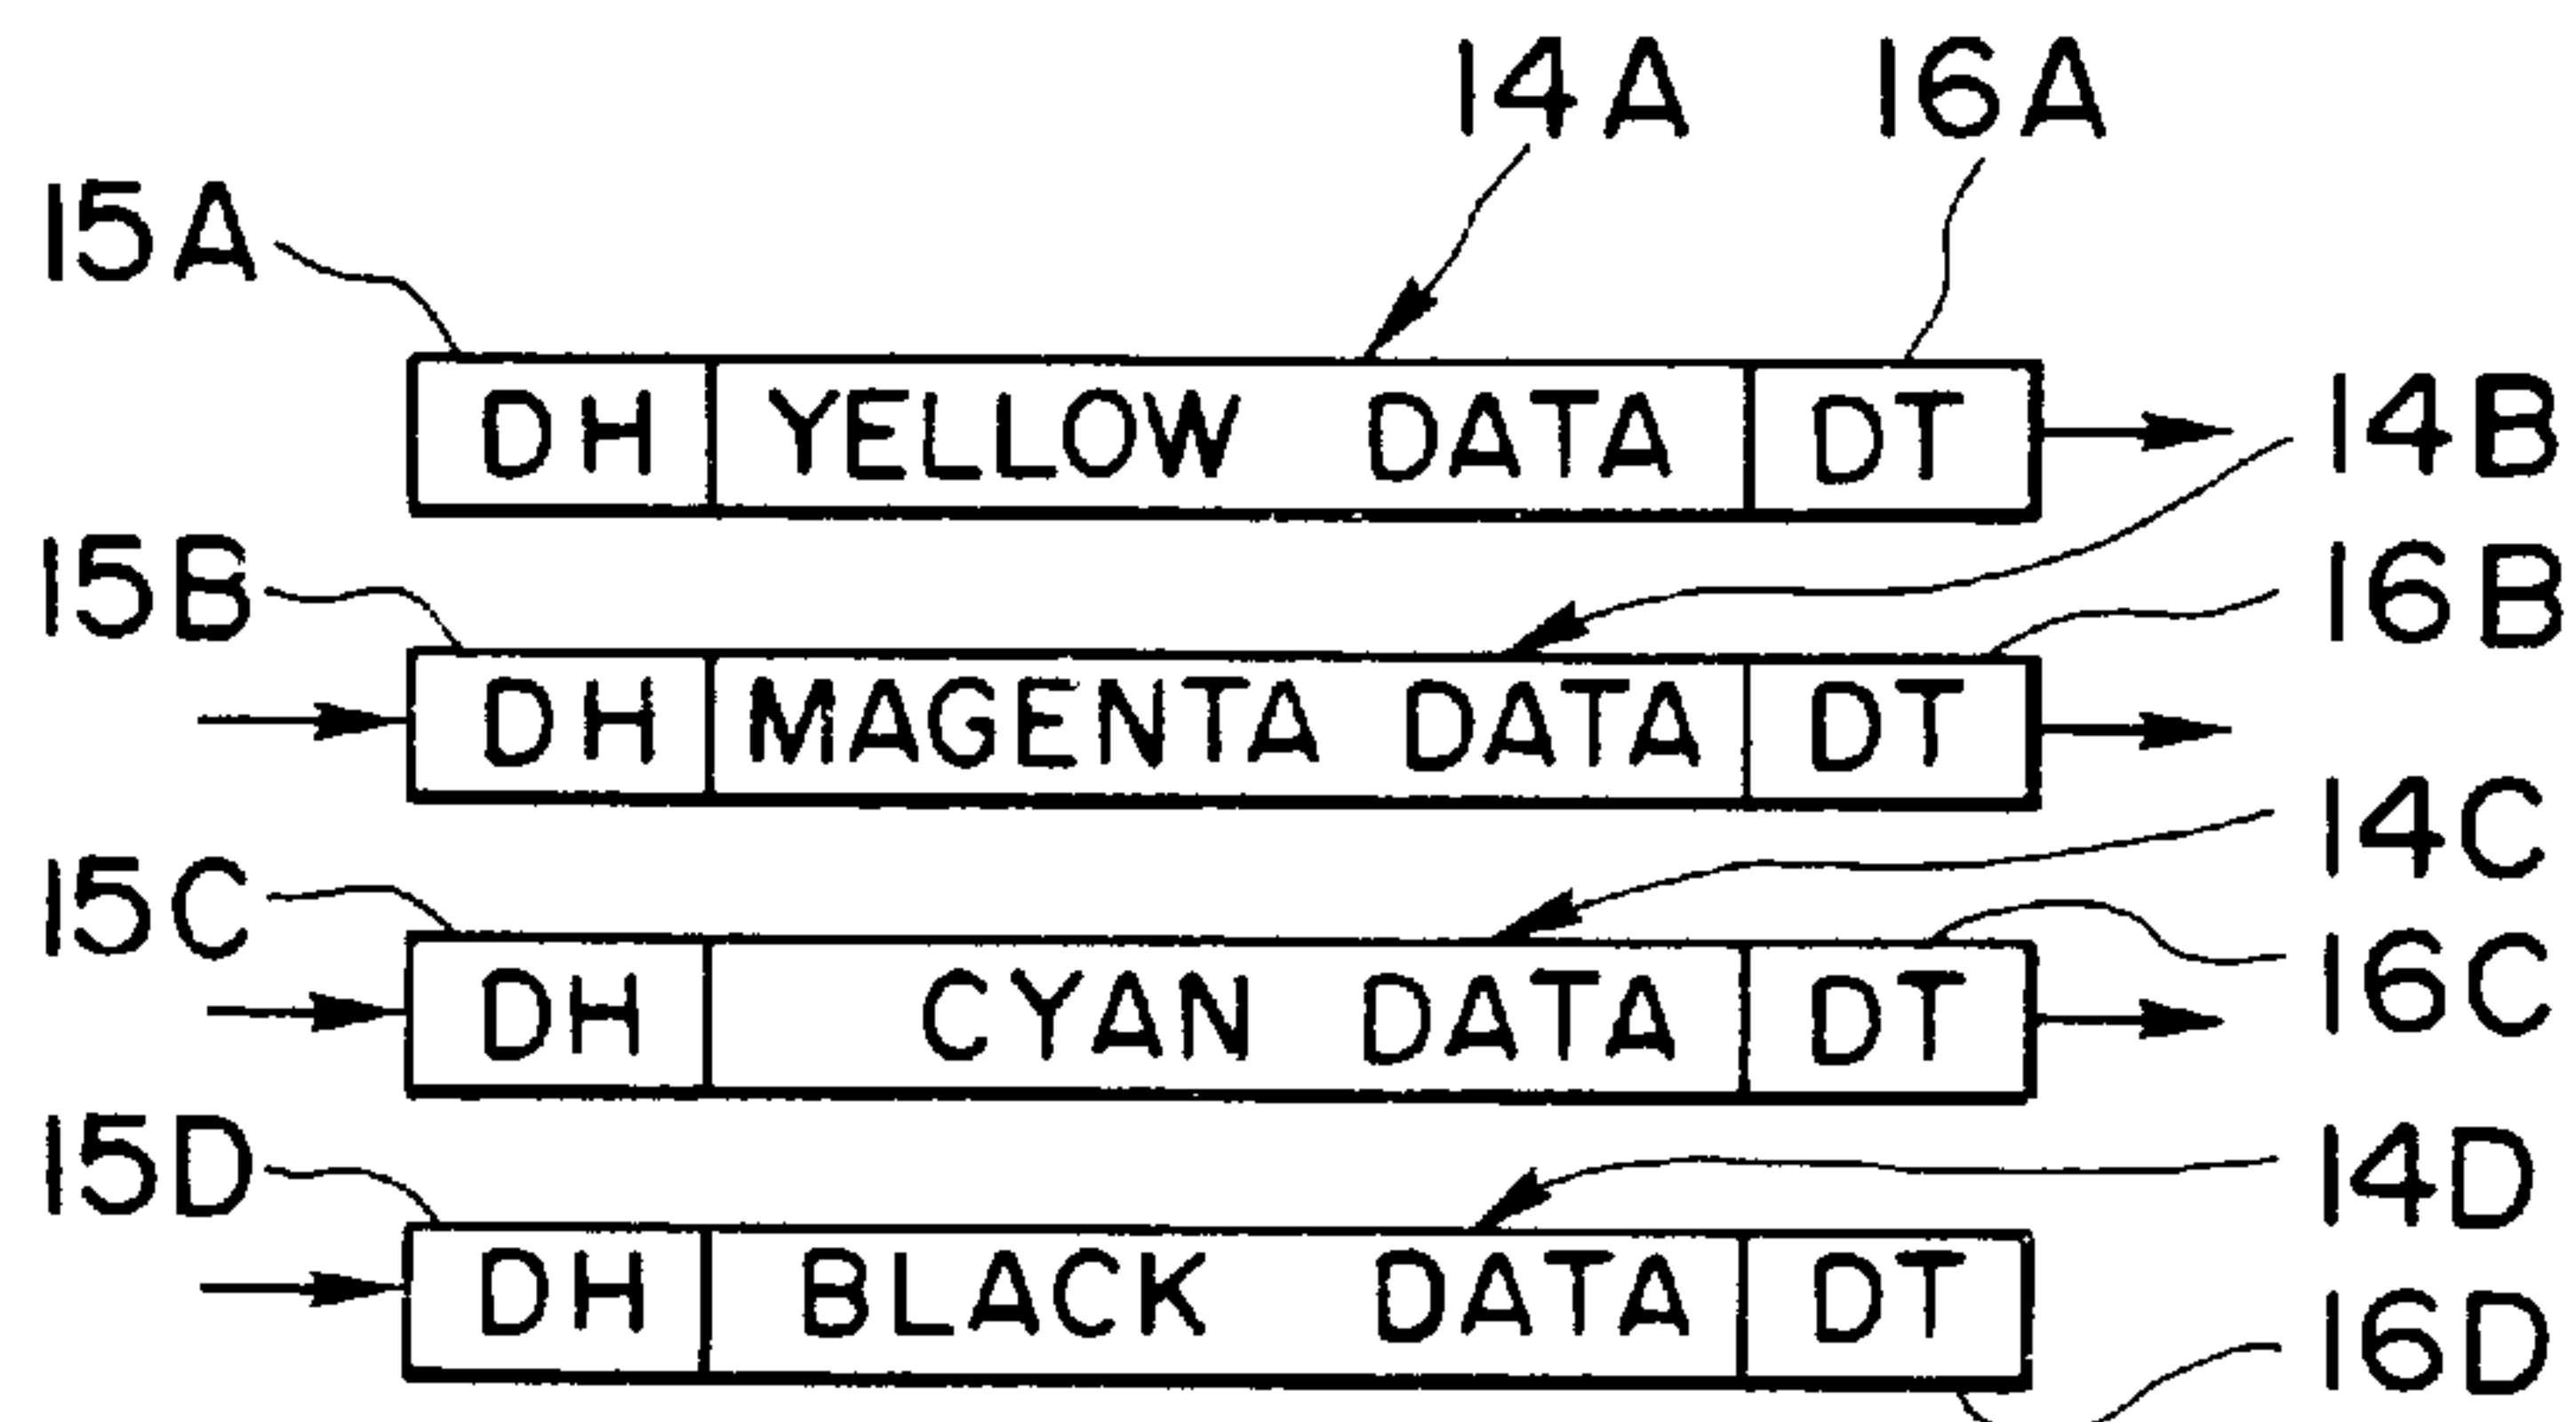 14A 16A
15A
DH YELLOW DATA DT
14B
15B 16B
DH MAGENTA DATA DT
14C
15C 16C
DH CYAN DATA DT
15D 14D
DH BLACK DATA DT
16D